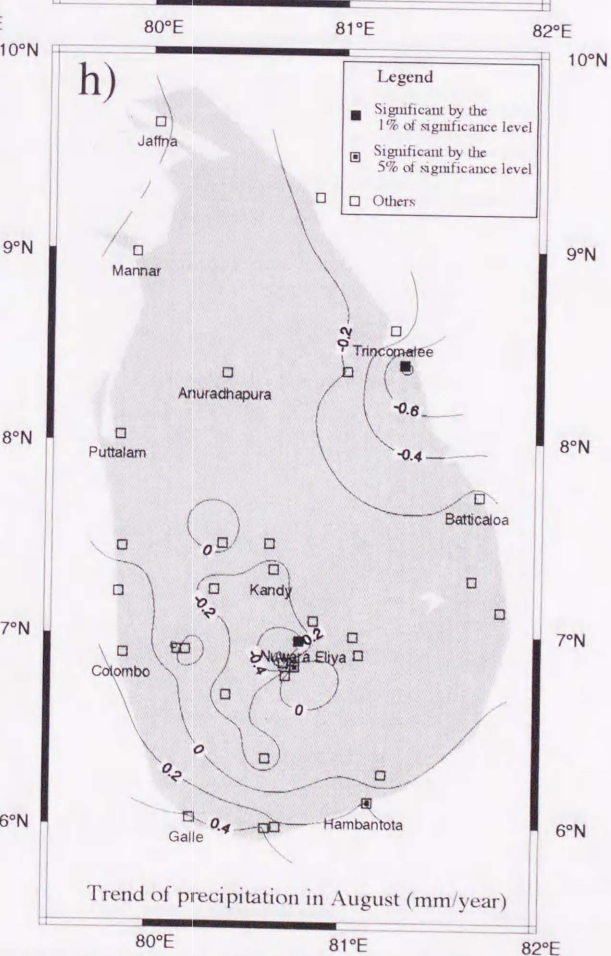 E
80°E 81°E 82°E
10°N 10°N
h)
Legend
Significant by the
1% of significance level
Significant by the
5% of significance level
Others
Jaffna
9°N 9°N
Mannar
-0.2
Trincomalee
Anuradhapura
-0.6
8°N 8°N
Puttalam
-0.4
Batticaloa
0
Kandy
-0.2
7°N 7°N
0.2
Nuwara Eliya
-0.4
Colombo
0
0
0.2
6°N 6°N
0.4
Galle
Hambantota
Trend of precipitation in August (mm/year)
80°E 81°E 82°E